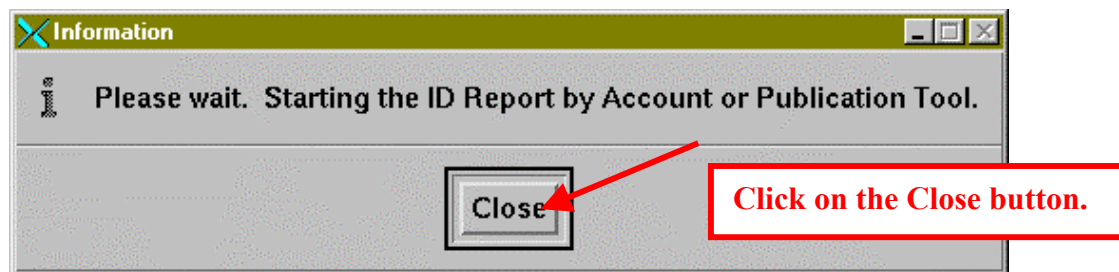 Information
Please wait. Starting the ID Report by Account or Publication Tool.
Close
Click on the Close button.